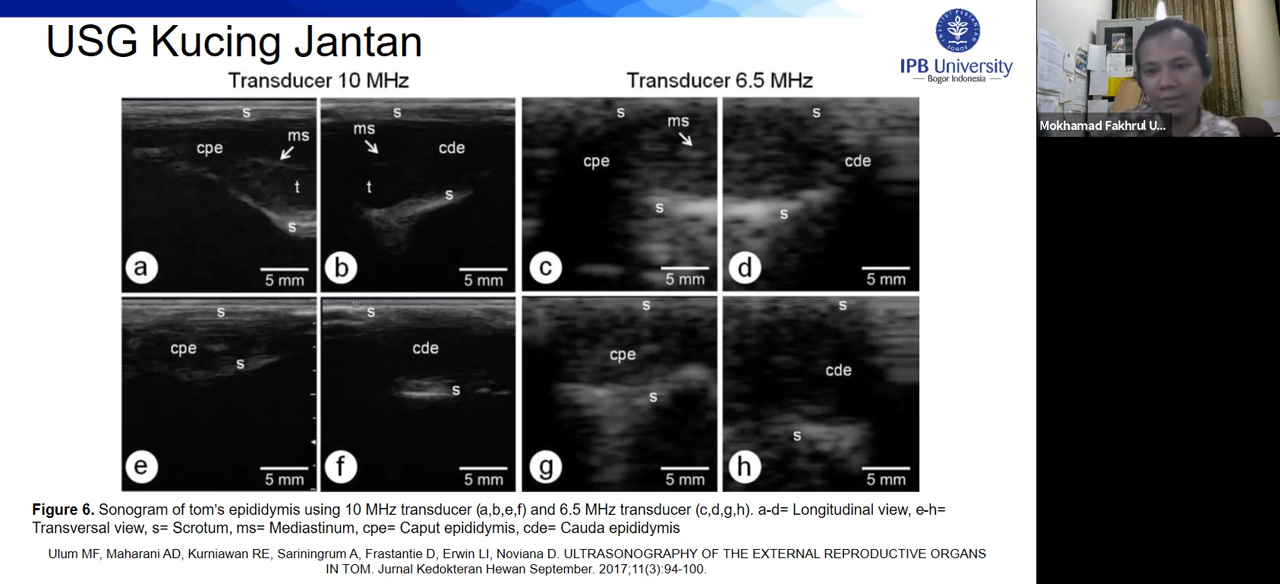 USG Kucing Jantan
IPB University
Bogor Indonesia
Mokhamad Fakhrul U...
Transducer 10 MHz
Transducer 6.5 MHz
s
ms
cpe
t
s
a
5 mm
s
ms
cde
t
s
b
5 mm
s
ms
cpe
s
c
5 mm
s
cde
s
d
5 mm
s
cpe
s
e
5 mm
s
cde
s
f
5 mm
s
cpe
s
g
5 mm
s
cde
s
h
5 mm
Figure 6. Sonogram of tom's epididymis using 10 MHz transducer (a,b,e,f) and 6.5 MHz transducer (c,d,g,h). a-d= Longitudinal view, e-h=
Transversal view, s= Scrotum, ms= Mediastinum, cpe= Caput epididymis, cde= Cauda epididymis
Ulum MF, Maharani AD, Kurniawan RE, Sariningrum A, Frastantie D, Erwin LI, Noviana D. ULTRASONOGRAPHY OF THE EXTERNAL REPRODUCTIVE ORGANS
IN TOM. Jurnal Kedokteran Hewan September. 2017;11(3):94-100.